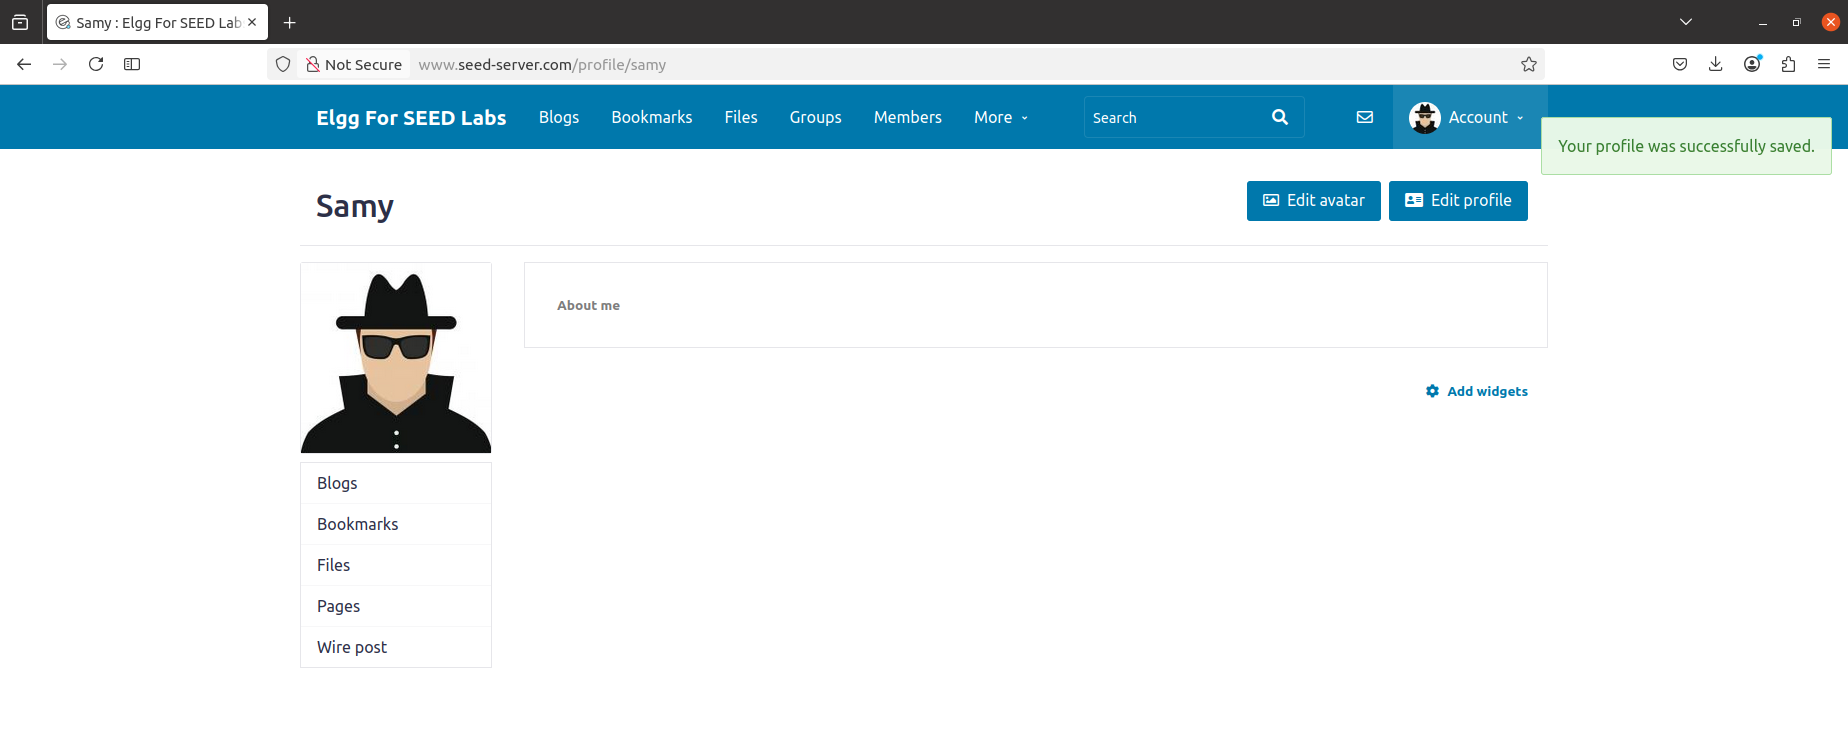 Samy : Elgg For SEED Lab
Not Secure www.seed-server.com/profile/samy
Elgg For SEED Labs Blogs Bookmarks Files Groups Members More Search Account
Your profile was successfully saved.
Samy
Edit avatar Edit profile
About me
Add widgets
Blogs
Bookmarks
Files
Pages
Wire post